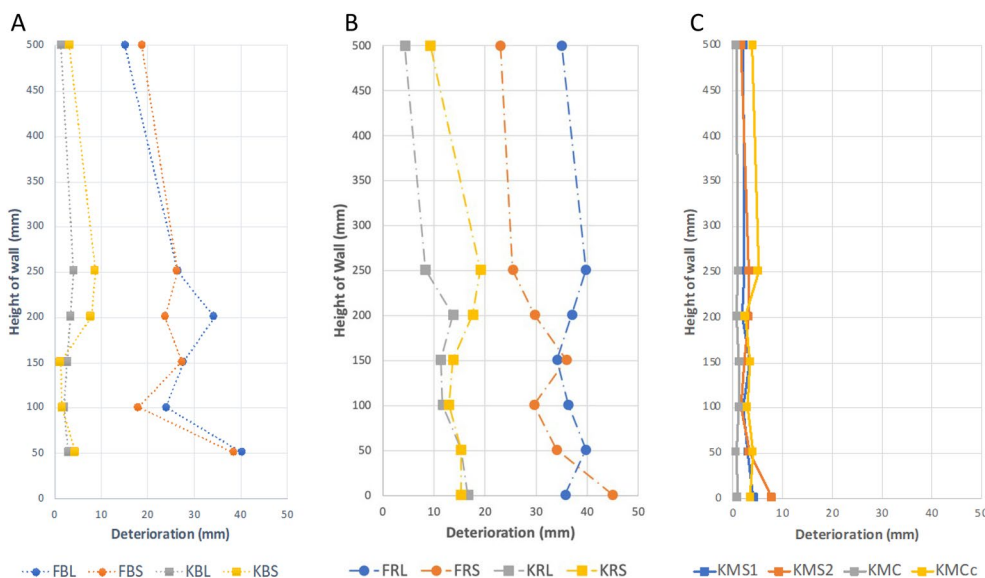 A
B
C
500
450
400
350
300
250
200
150
100
50
0
Height of wall (mm)
0 10 20 30 40 50
Deterioration (mm)
FBL FBS KBL KBS
500
450
400
350
300
250
200
150
100
50
0
Height of Wall (mm)
0 10 20 30 40 50
Deterioration (mm)
FRL FRS KRL KRS
500
450
400
350
300
250
200
150
100
50
0
Height of wall (mm)
0 10 20 30 40 50
Deterioration (mm)
KMS1 KMS2 KMC KMCc